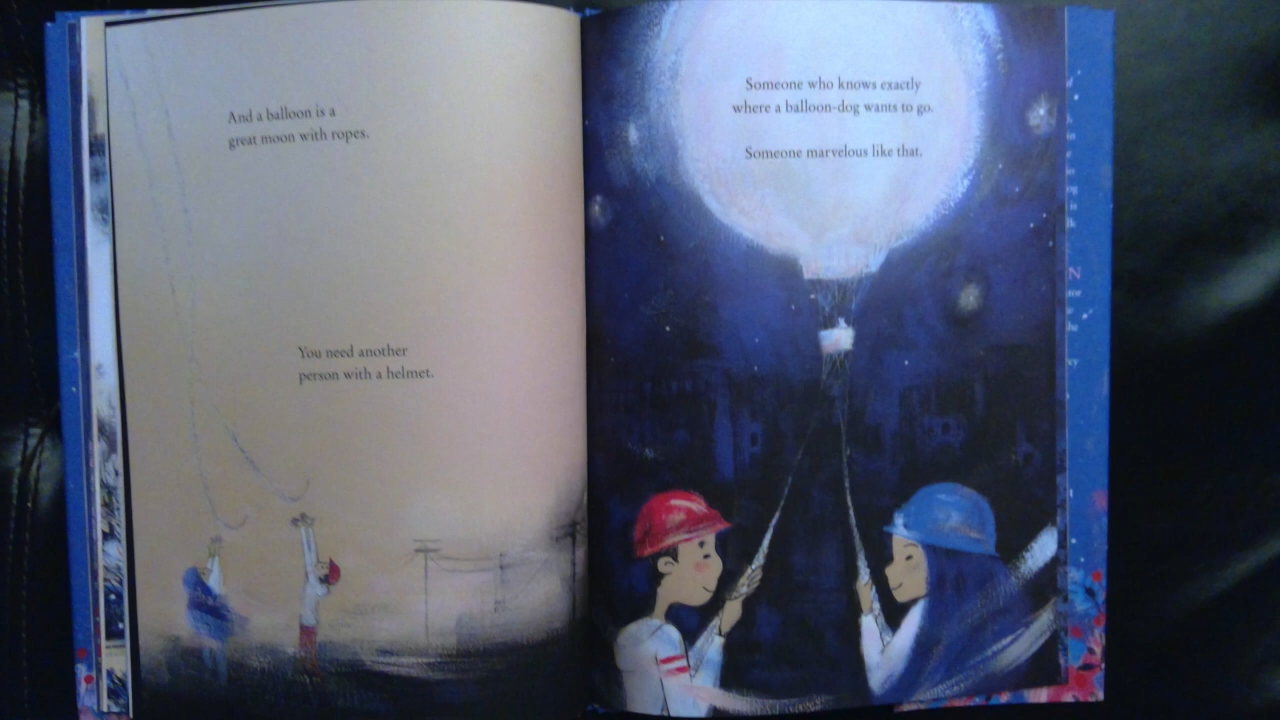 And a balloon is a
great moon with ropes.
You need another
person with a helmet.
Someone who knows exactly
where a balloon-dog wants to go.
Someone marvelous like that.